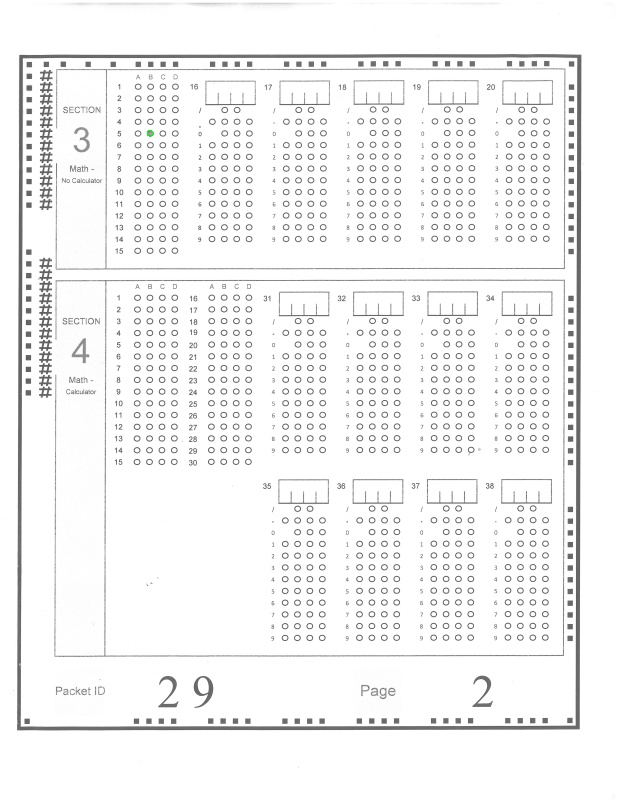 A B C D
1 16 17 18 19 20
2
SECTION 3 / / / / /
4 . . . . .
3 5 0 0 0 0 0
6 1 1 1 1 1
7 2 2 2 2 2
Math - 8 3 3 3 3 3
No Calculator 9 4 4 4 4 4
10 5 5 5 5 5
11 6 6 6 6 6
12 7 7 7 7 7
13 8 8 8 8 8
14 9 9 9 9 9
15
A B C D A B C D
1 16 31 32 33 34
2 17
SECTION 3 18 / / / /
4 19 . . . .
4 5 20 0 0 0 0
6 21 1 1 1 1
7 22 2 2 2 2
Math - 8 23 3 3 3 3
Calculator 9 24 4 4 4 4
10 25 5 5 5 5
11 26 6 6 6 6
12 27 7 7 7 7
13 28 8 8 8 8
14 29 9 9 9 9
15 30
35 36 37 38
/ / / /
. . . .
0 0 0 0
1 1 1 1
2 2 2 2
3 3 3 3
4 4 4 4
5 5 5 5
6 6 6 6
7 7 7 7
8 8 8 8
9 9 9 9
Packet ID 29 Page 2